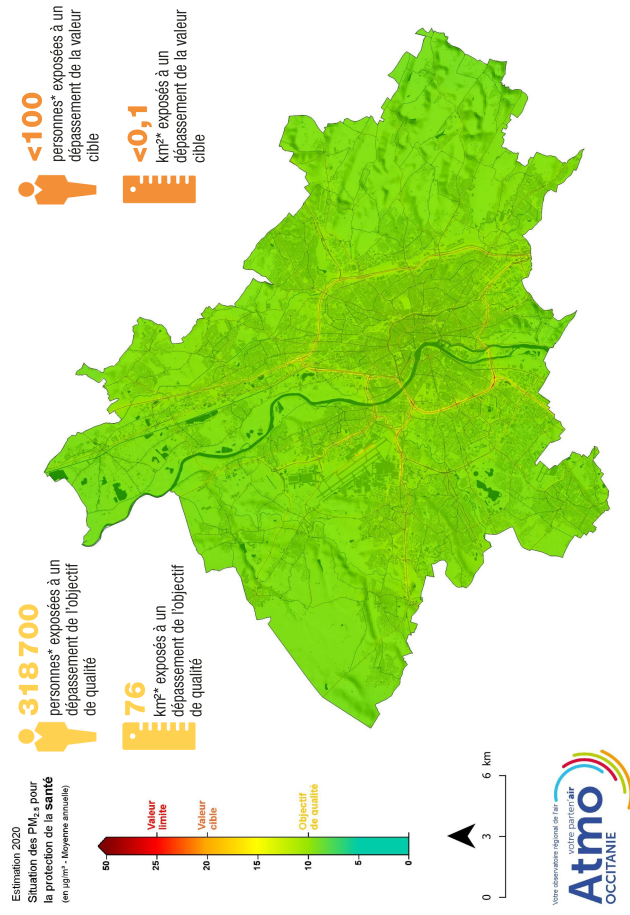 Estimation 2020
Situation des PM2.5 pour
la protection de la santé
(en µg/m³ - Moyenne annuelle)
318 700
personnes* exposées à un
dépassement de l'objectif
de qualité
76
km²* exposés à un
dépassement de l'objectif
de qualité
<100
personnes* exposées à un
dépassement de la valeur
cible
<0,1
km²* exposés à un
dépassement de la valeur
cible
50
25
Valeur
limite
20
Valeur
cible
15
10
Objectif
de qualité
5
0
0
3
6 km
Votre observatoire régional de l'air
votre parten'air
Atmo
OCCITANIE